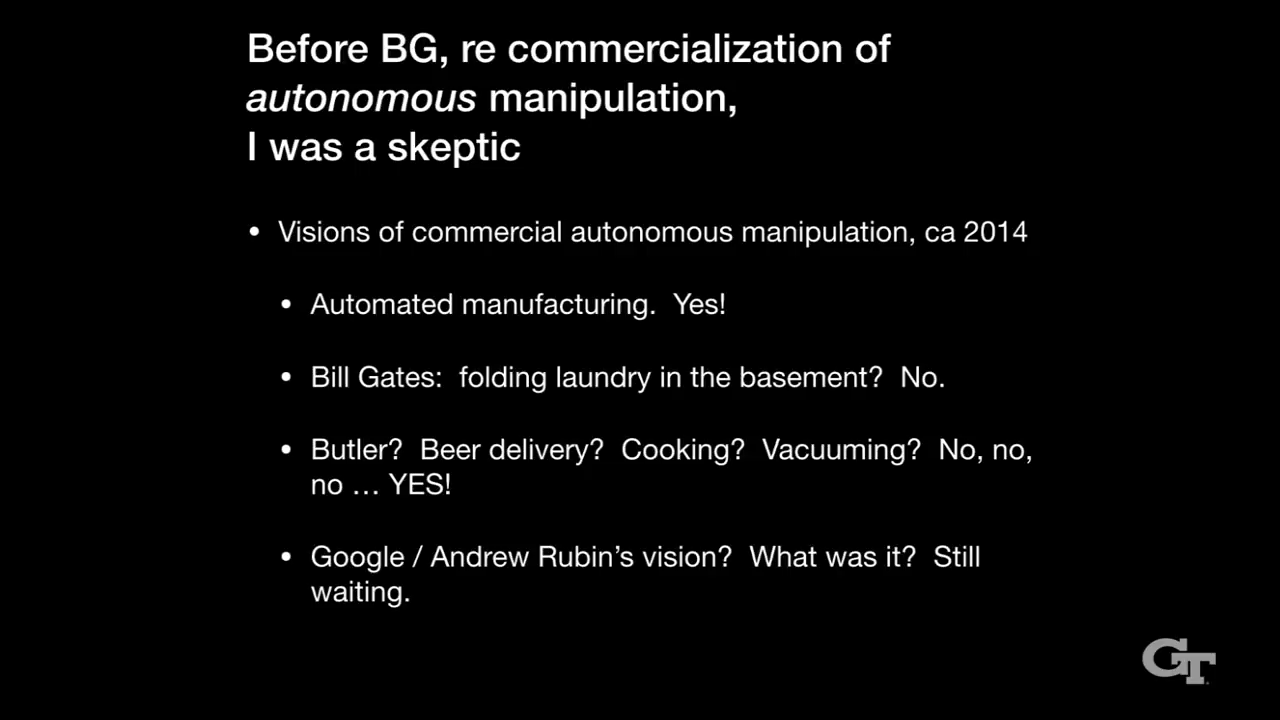 Before BG, re commercialization of
autonomous manipulation,
I was a skeptic
• Visions of commercial autonomous manipulation, ca 2014
• Automated manufacturing.  Yes!
• Bill Gates:  folding laundry in the basement?  No.
• Butler?  Beer delivery?  Cooking?  Vacuuming?  No, no,
no … YES!
• Google / Andrew Rubin’s vision?  What was it?  Still
waiting.
GT